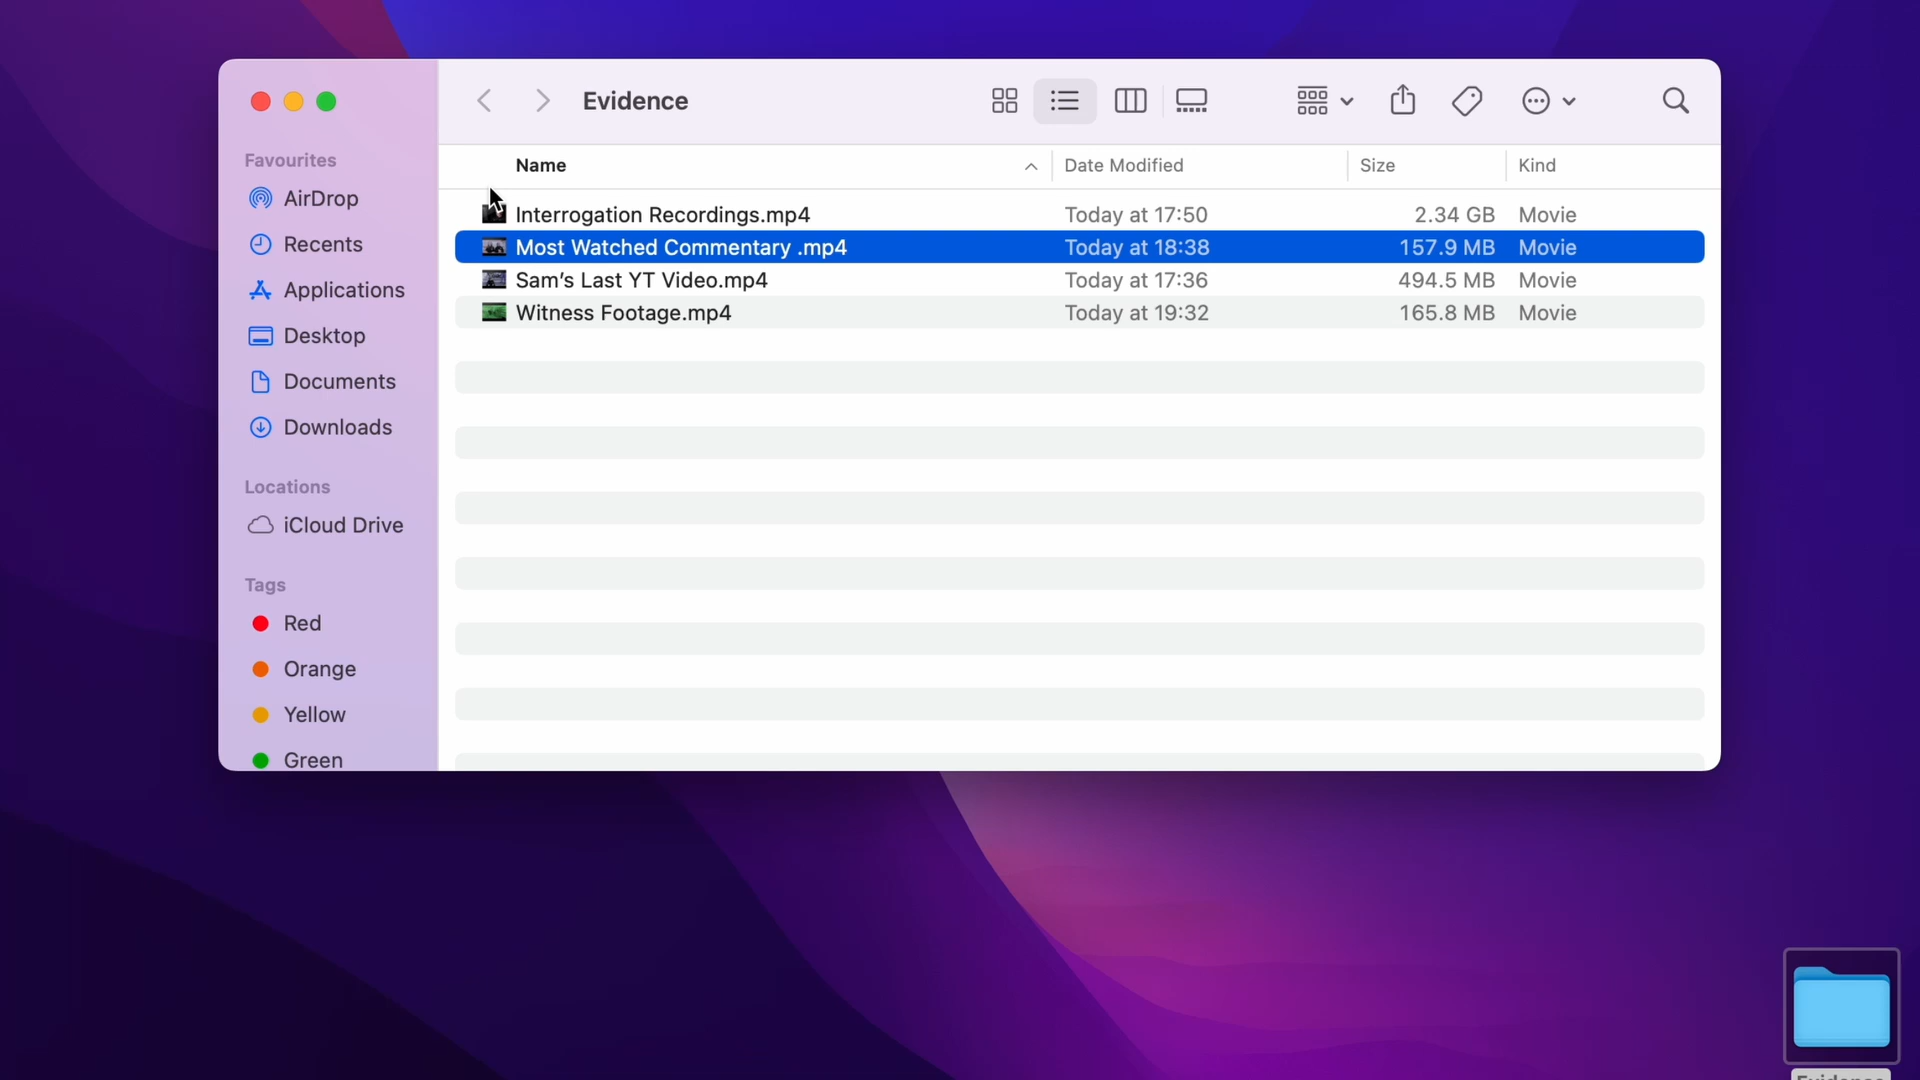 Evidence
Favourites
AirDrop
Recents
Applications
Desktop
Documents
Downloads
Locations
iCloud Drive
Tags
Red
Orange
Yellow
Green
Name Date Modified Size Kind
Interrogation Recordings.mp4 Today at 17:50 2.34 GB Movie
Most Watched Commentary .mp4 Today at 18:38 157.9 MB Movie
Sam’s Last YT Video.mp4 Today at 17:36 494.5 MB Movie
Witness Footage.mp4 Today at 19:32 165.8 MB Movie
Evidence